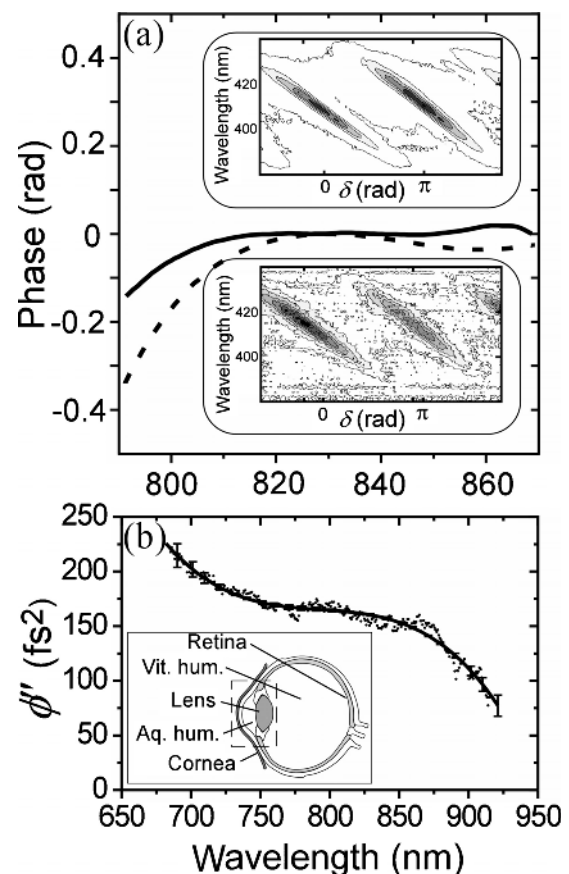 (a)
0.4
0.2
0
-0.2
-0.4
Phase (rad)
Wavelength (nm)
420
400
0
π
δ (rad)
Wavelength (nm)
420
400
0
π
δ (rad)
800
820
840
860
(b)
250
200
150
100
50
0
ϕ" (fs2)
Retina
Vit. hum.
Lens
Aq. hum.
Cornea
650
700
750
800
850
900
950
Wavelength (nm)